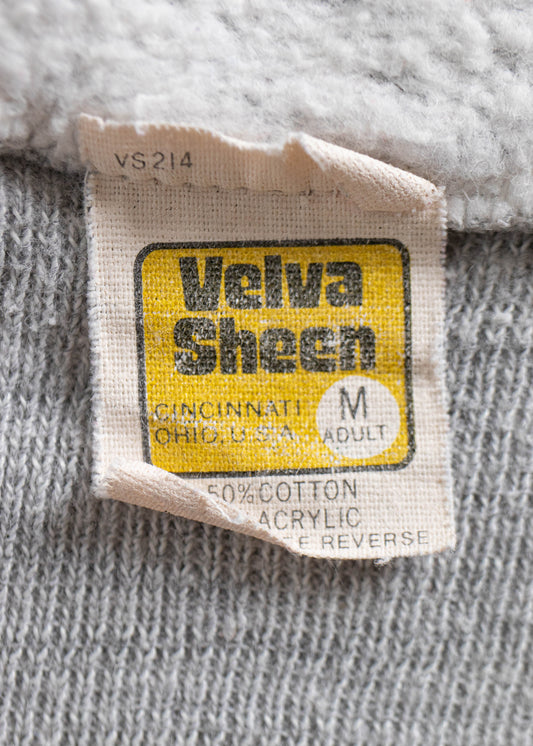 VS214
Velva
Sheen
CINCINNATI
OHIO, U.S.A.
M
ADULT
50% COTTON
ACRYLIC
E REVERSE